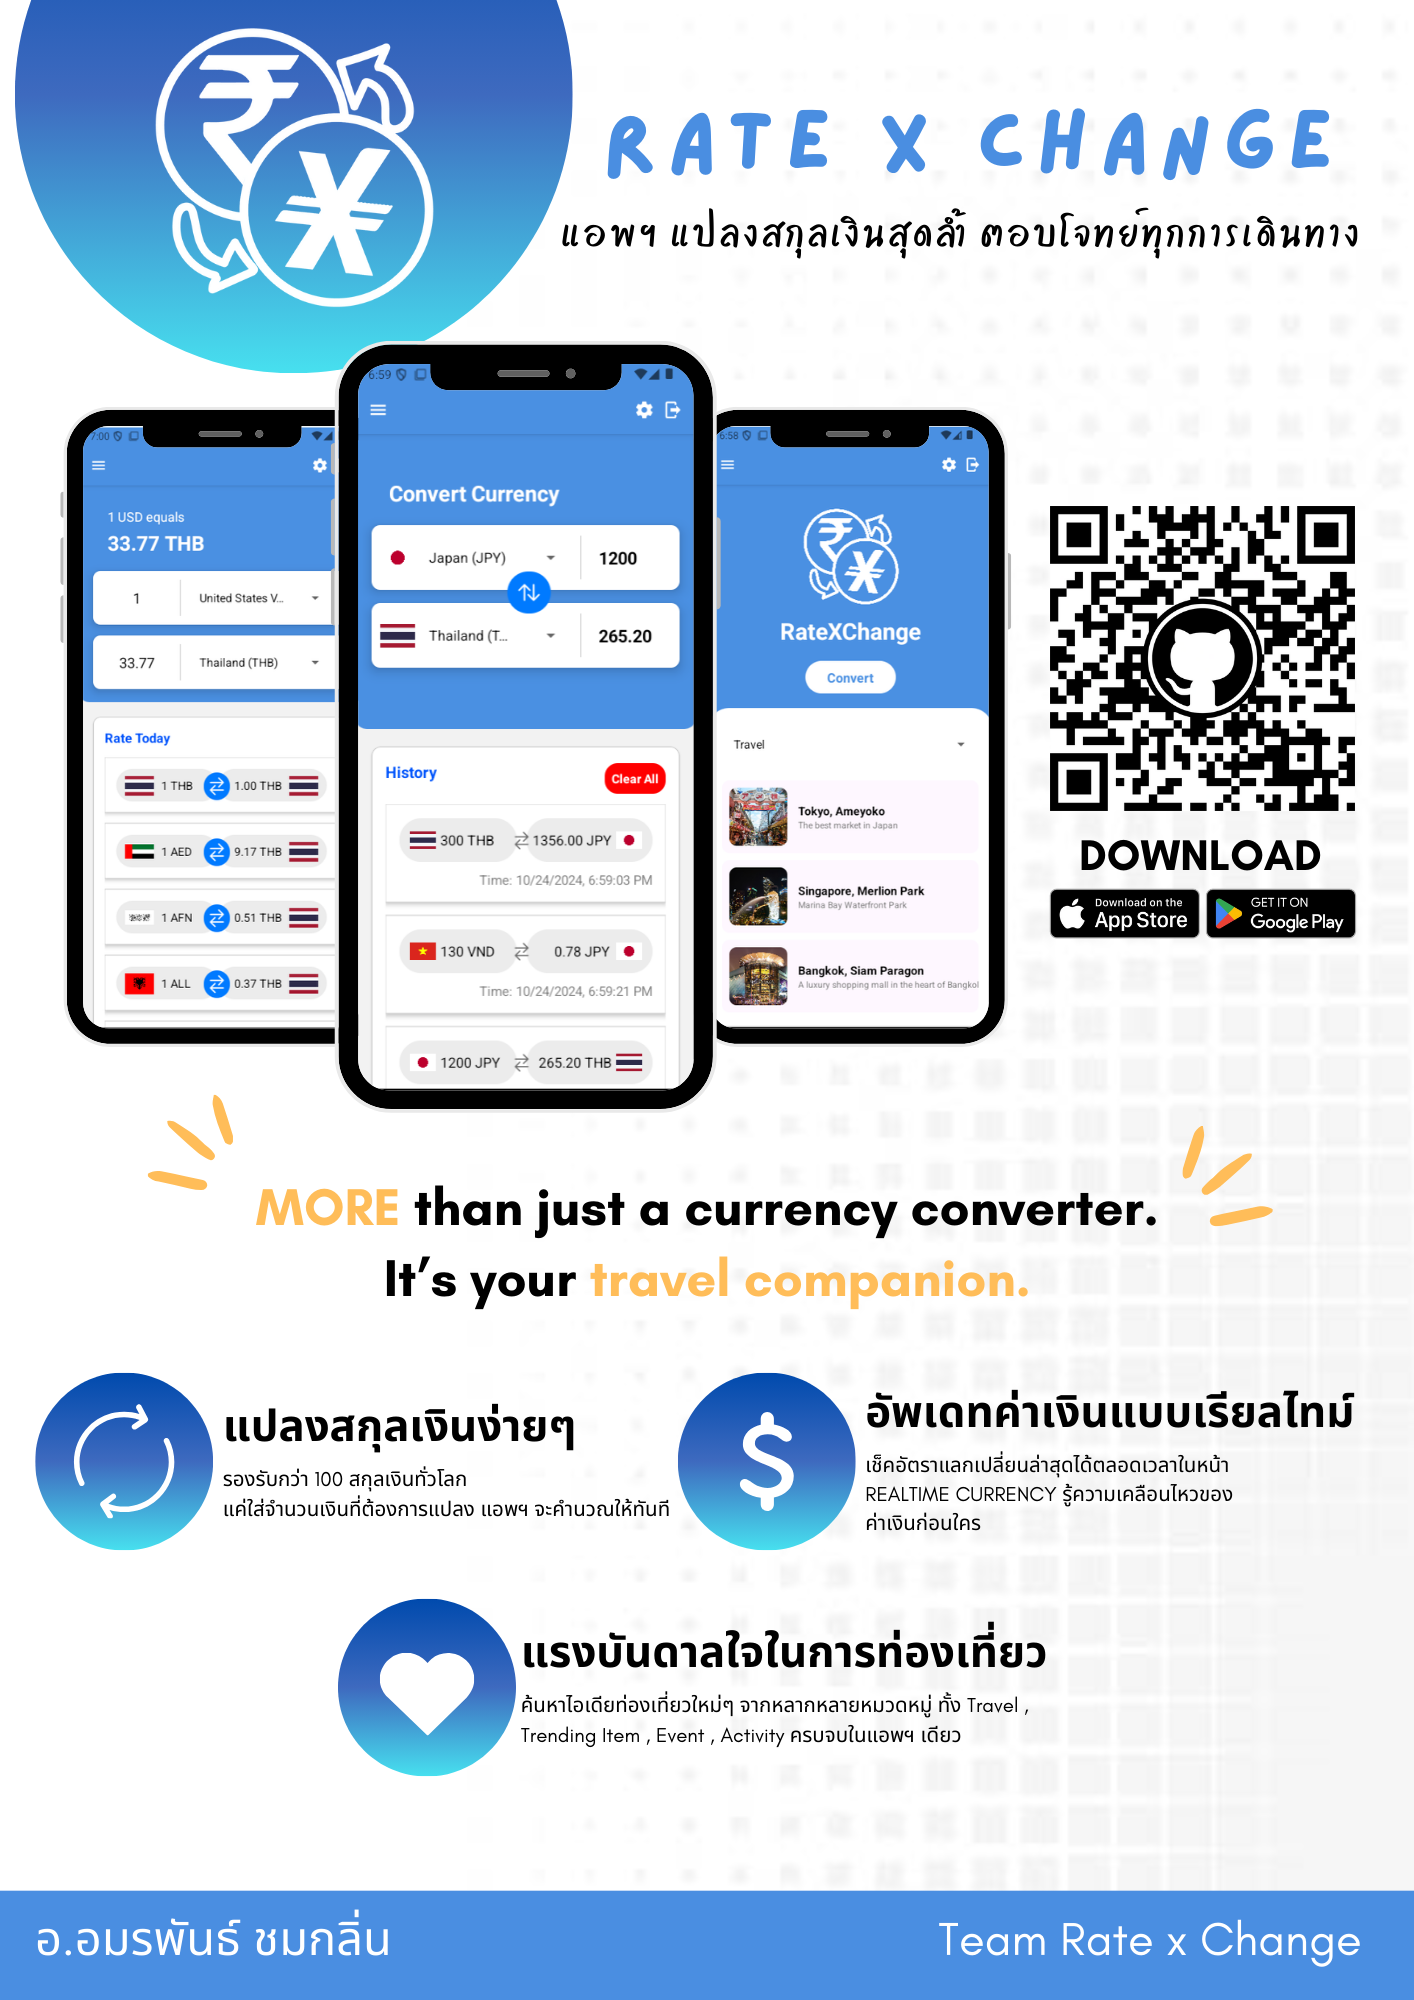 RATE X CHANGE
แอพฯ แปลงสกุลเงินสุดล้ำ ตอบโจทย์ทุกการเดินทาง
7:00
1 USD equals
33.77 THB
1 United States V...
33.77 Thailand (THB)
Rate Today
1 THB 1.00 THB
1 AED 9.17 THB
1 AFN 0.51 THB
1 ALL 0.37 THB
6:59
Convert Currency
Japan (JPY) 1200
Thailand (T... 265.20
History Clear All
300 THB 1356.00 JPY
Time: 10/24/2024, 6:59:03 PM
130 VND 0.78 JPY
Time: 10/24/2024, 6:59:21 PM
1200 JPY 265.20 THB
6:58
RateXChange
Convert
Travel
Tokyo, Ameyoko
The best market in Japan
Singapore, Merlion Park
Marina Bay Waterfront Park
Bangkok, Siam Paragon
A luxury shopping mall in the heart of Bangkol
DOWNLOAD
Download on the
App Store
GET IT ON
Google Play
MORE than just a currency converter.
It's your travel companion.
แปลงสกุลเงินง่ายๆ
รองรับกว่า 100 สกุลเงินทั่วโลก
แค่ใส่จำนวนเงินที่ต้องการแปลง แอพฯ จะคำนวณให้ทันที
อัพเดทค่าเงินแบบเรียลไทม์
เช็คอัตราแลกเปลี่ยนล่าสุดได้ตลอดเวลาในหน้า
REALTIME CURRENCY รู้ความเคลื่อนไหวของ
ค่าเงินก่อนใคร
แรงบันดาลใจในการท่องเที่ยว
ค้นหาไอเดียท่องเที่ยวใหม่ๆ จากหลากหลายหมวดหมู่ ทั้ง Travel ,
Trending Item , Event , Activity ครบจบในแอพฯ เดียว
อ.อมรพันธ์ ชมกลิ่น
Team Rate x Change